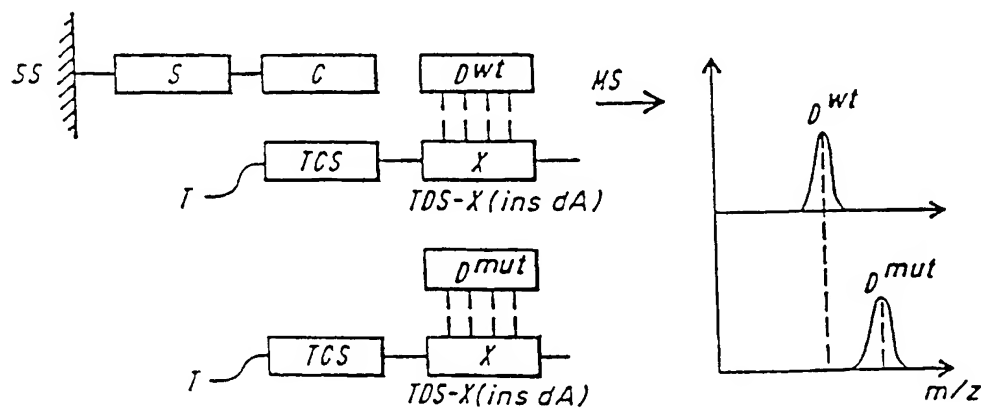 SS
S
C
D wt
MS
T
TCS
X
TDS-X(ins dA)
D mut
T
TCS
X
TDS-X(ins dA)
D wt
D mut
m/z